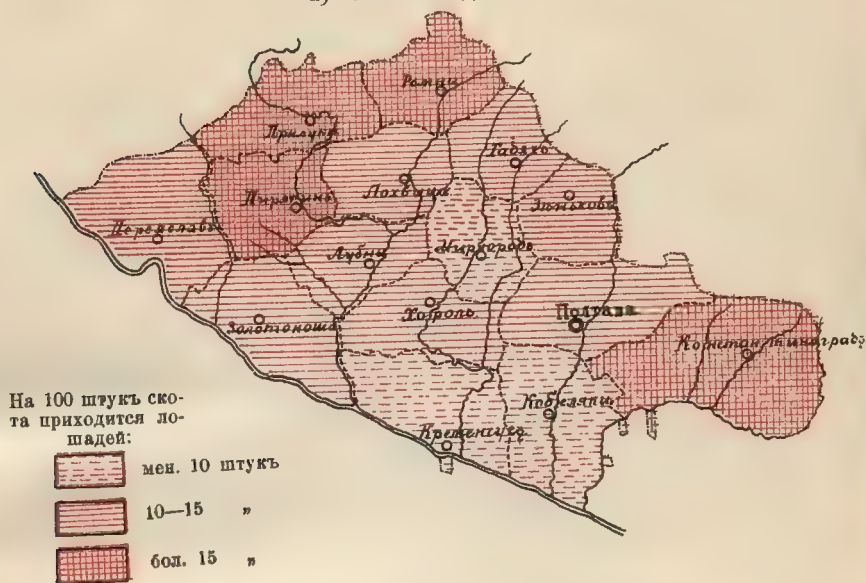 Ромны
Прилуки
Гадячъ
Пирятинъ
Лохвица
Зѣньковъ
Переяславъ
Миргородъ
Лубны
Золотоноша
Хороль
Полтава
Константиноградъ
Кобеляки
Кременчугъ
На 100 штукъ ско-
та приходится ло-
шадей:
мен. 10 штукъ
10—15 „
бол. 15 „